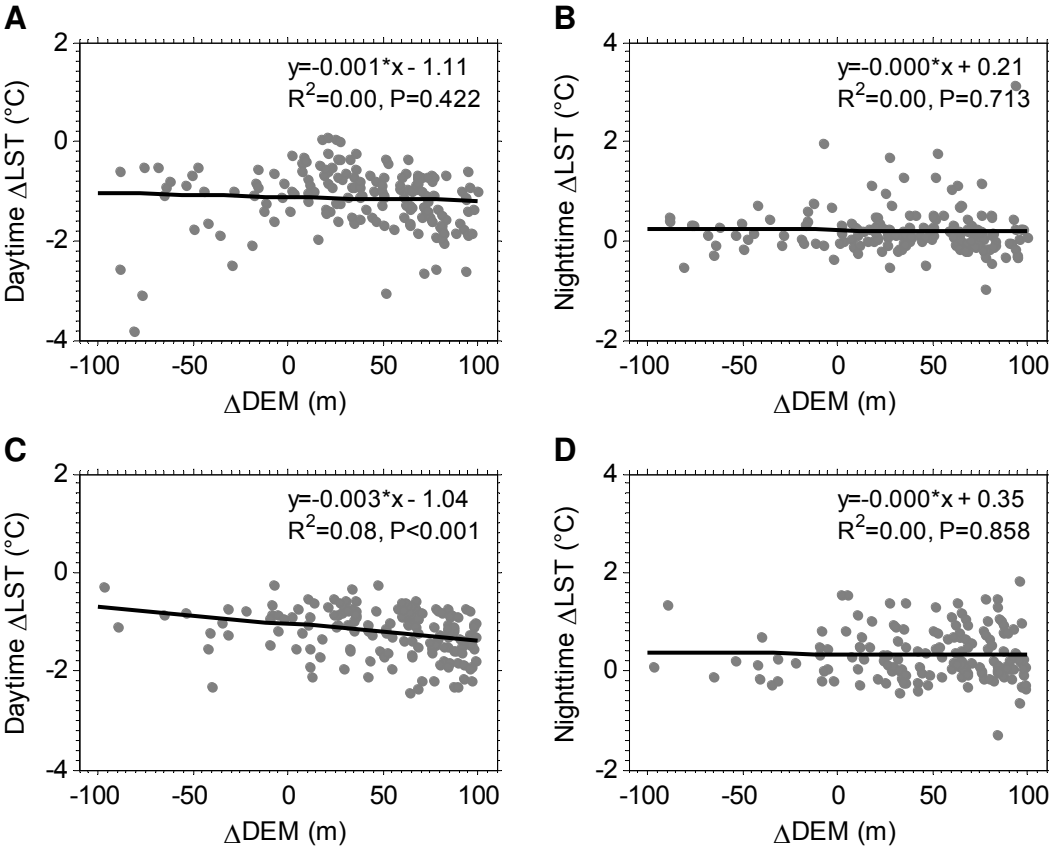 A
2
0
-2
-4
Daytime ΔLST (°C)
y=-0.001*x - 1.11
R²=0.00, P=0.422
-100 -50 0 50 100
ΔDEM (m)
B
4
2
0
-2
Nighttime ΔLST (°C)
y=-0.000*x + 0.21
R²=0.00, P=0.713
-100 -50 0 50 100
ΔDEM (m)
C
2
0
-2
-4
Daytime ΔLST (°C)
y=-0.003*x - 1.04
R²=0.08, P<0.001
-100 -50 0 50 100
ΔDEM (m)
D
4
2
0
-2
Nighttime ΔLST (°C)
y=-0.000*x + 0.35
R²=0.00, P=0.858
-100 -50 0 50 100
ΔDEM (m)